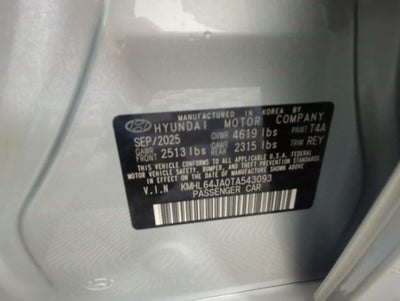 MANUFACTURED IN KOREA BY
HYUNDAI MOTOR COMPANY
SEP/2025 GVWR 4619 lbs PAINT T4A
GAWR FRONT 2513 lbs GAWR REAR 2315 lbs TRIM REY
THIS VEHICLE CONFORMS TO ALL APPLICABLE U.S.A. FEDERAL
MOTOR VEHICLE SAFETY, BUMPER, AND THEFT PREVENTION
STANDARDS IN EFFECT ON THE DATE OF MANUFACTURE SHOWN ABOVE.
V.I.N KMHL64JA0TA543093
PASSENGER CAR